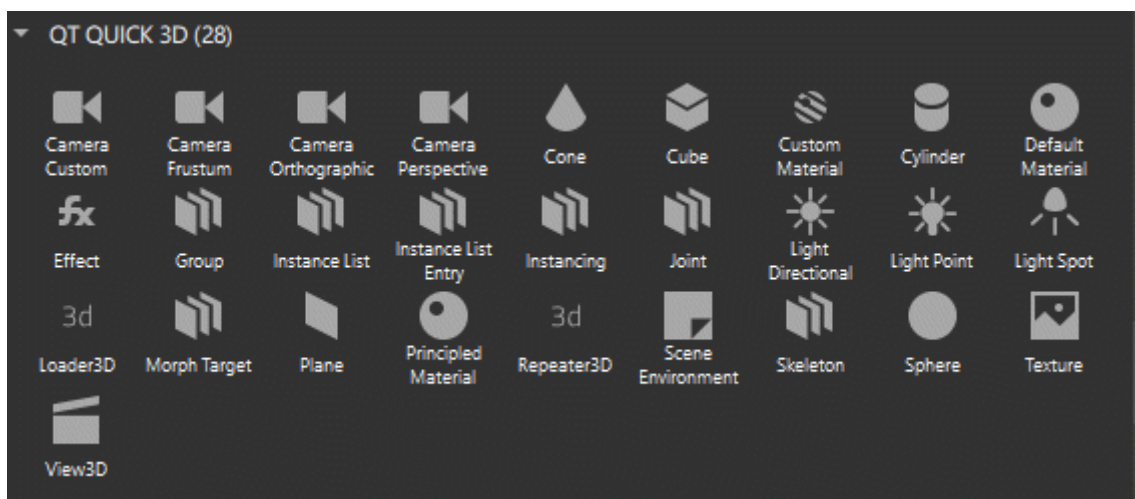 QT QUICK 3D (28)
Camera Custom
Camera Frustum
Camera Orthographic
Camera Perspective
Cone
Cube
Custom Material
Cylinder
Default Material
fx
Effect
Group
Instance List
Instance List Entry
Instancing
Joint
Light Directional
Light Point
Light Spot
3d
Loader3D
Morph Target
Plane
Principled Material
3d
Repeater3D
Scene Environment
Skeleton
Sphere
Texture
View3D